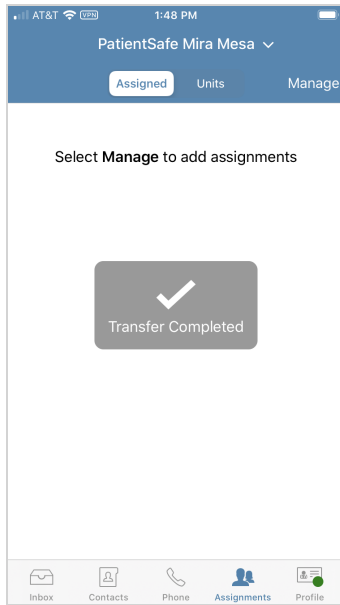 AT&T VPN 1:48 PM
PatientSafe Mira Mesa
Assigned Units Manage
Select Manage to add assignments
Transfer Completed
Inbox Contacts Phone Assignments Profile